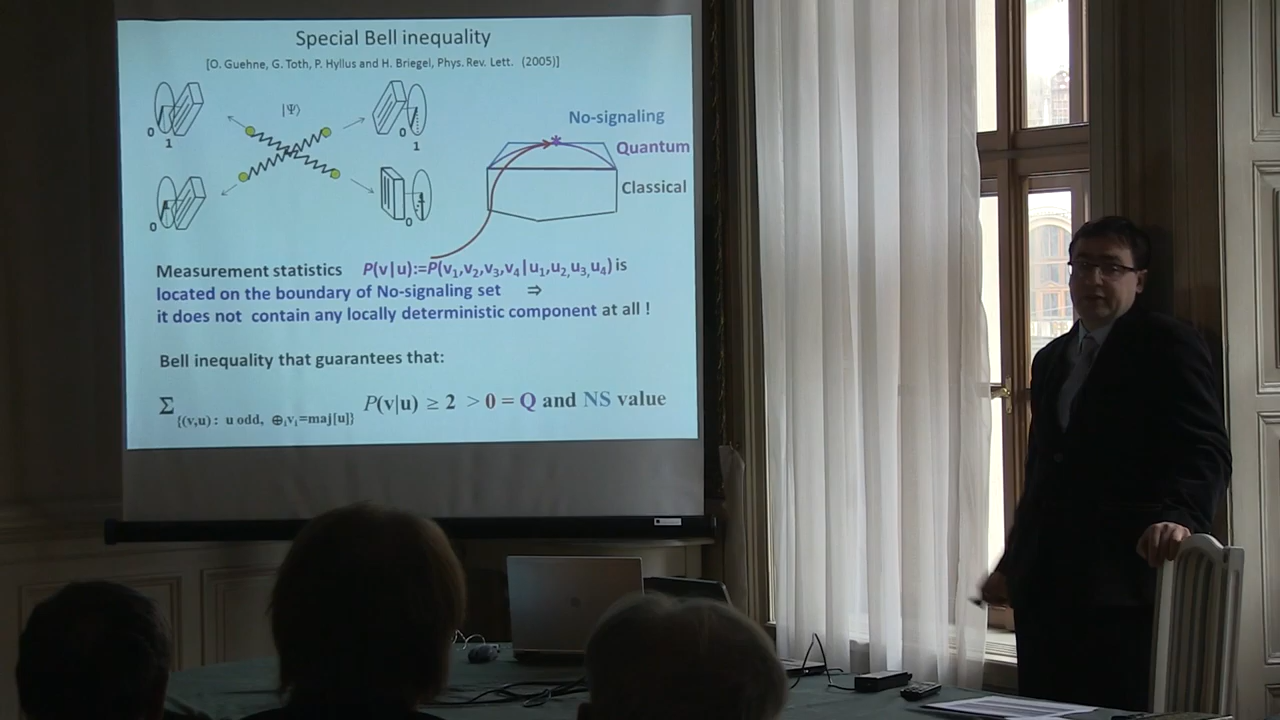 Special Bell inequality
[O. Guehne, G. Toth, P. Hyllus and H. Briegel, Phys. Rev. Lett. (2005)]
|Ψ⟩
0
1
0
1
0
0
No-signaling
Quantum
Classical
Measurement statistics P(v|u):=P(v₁,v₂,v₃,v₄|u₁,u₂,u₃,u₄) is
located on the boundary of No-signaling set ⇒
it does not contain any locally deterministic component at all !
Bell inequality that guarantees that:
Σ{(v,u) : u odd, ⊕ᵢvᵢ=maj[u]} P(v|u) ≥ 2 > 0 = Q and NS value